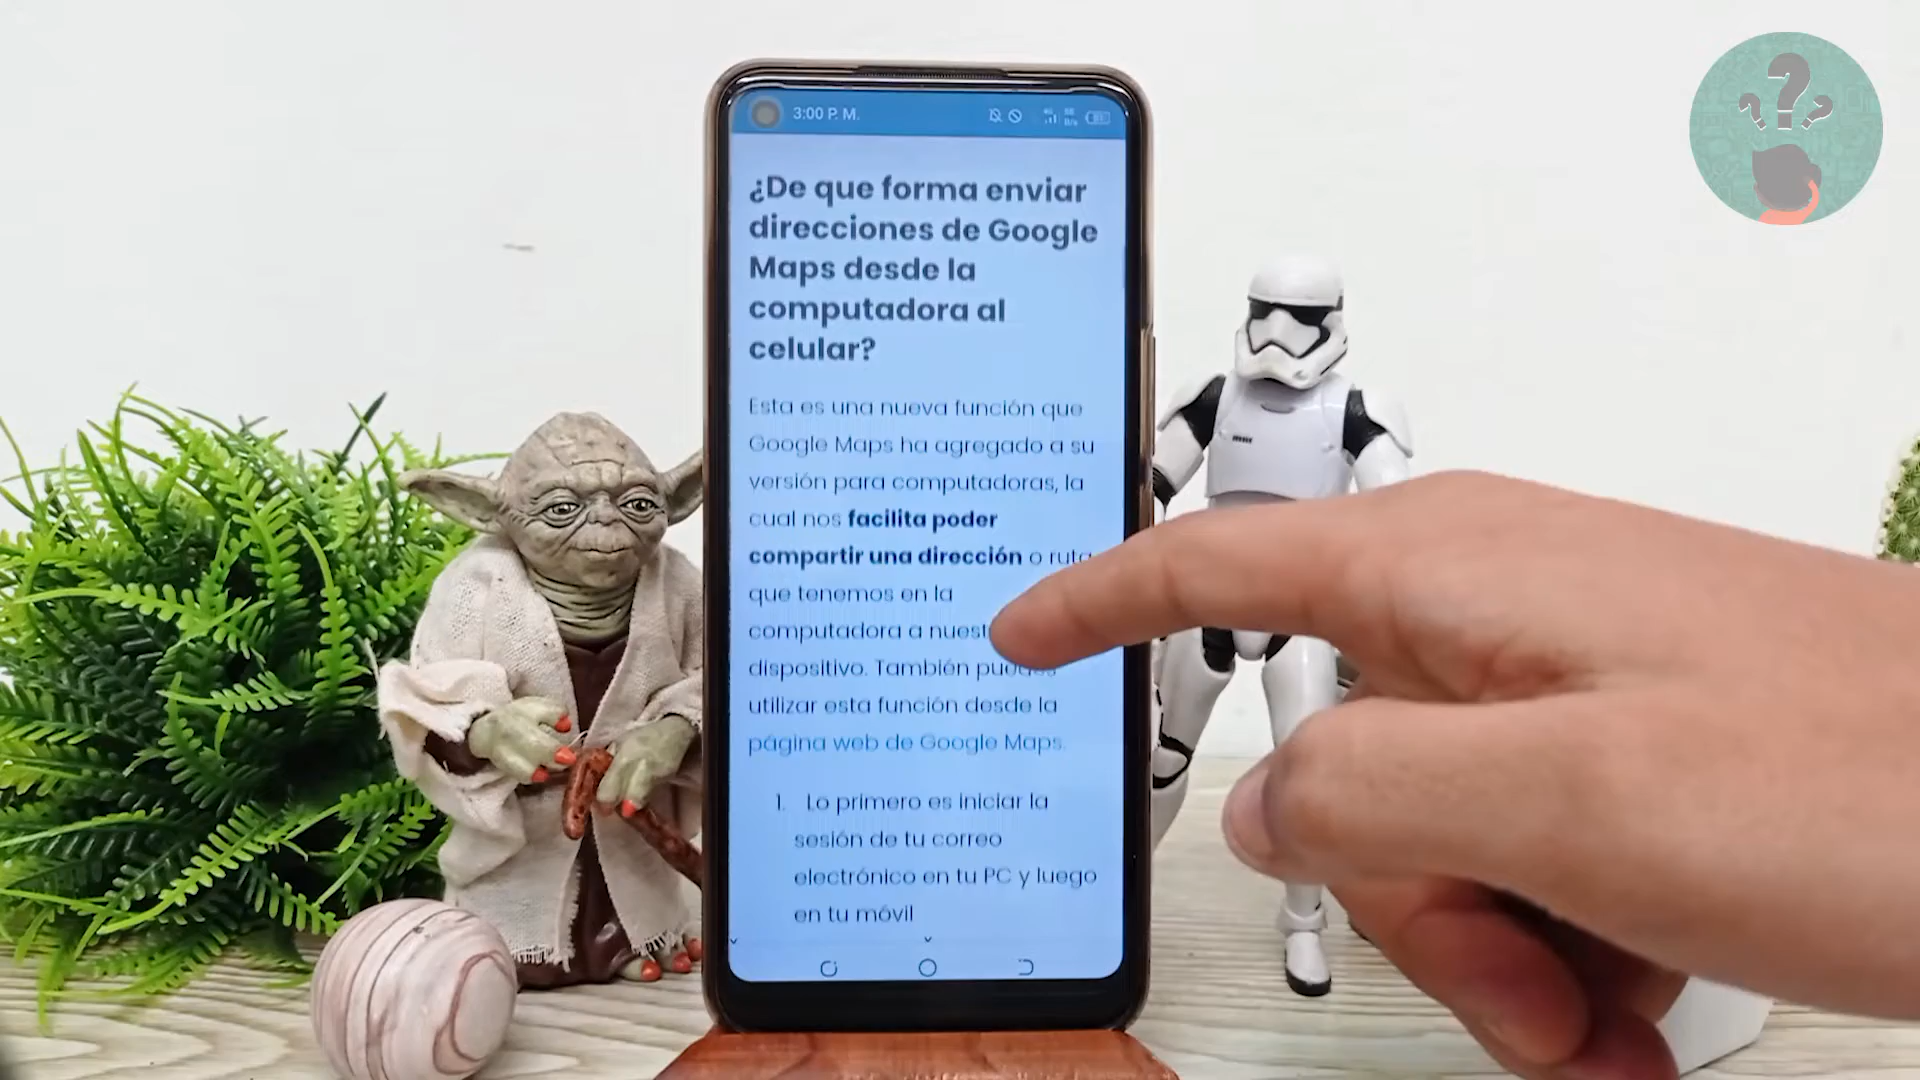 3:00 P. M.
¿De que forma enviar
direcciones de Google
Maps desde la
computadora al
celular?
Esta es una nueva función que
Google Maps ha agregado a su
versión para computadoras, la
cual nos facilita poder
compartir una dirección o ruta
que tenemos en la
computadora a nuest
dispositivo. También puedes
utilizar esta función desde la
página web de Google Maps.
1. Lo primero es iniciar la
sesión de tu correo
electrónico en tu PC y luego
en tu móvil